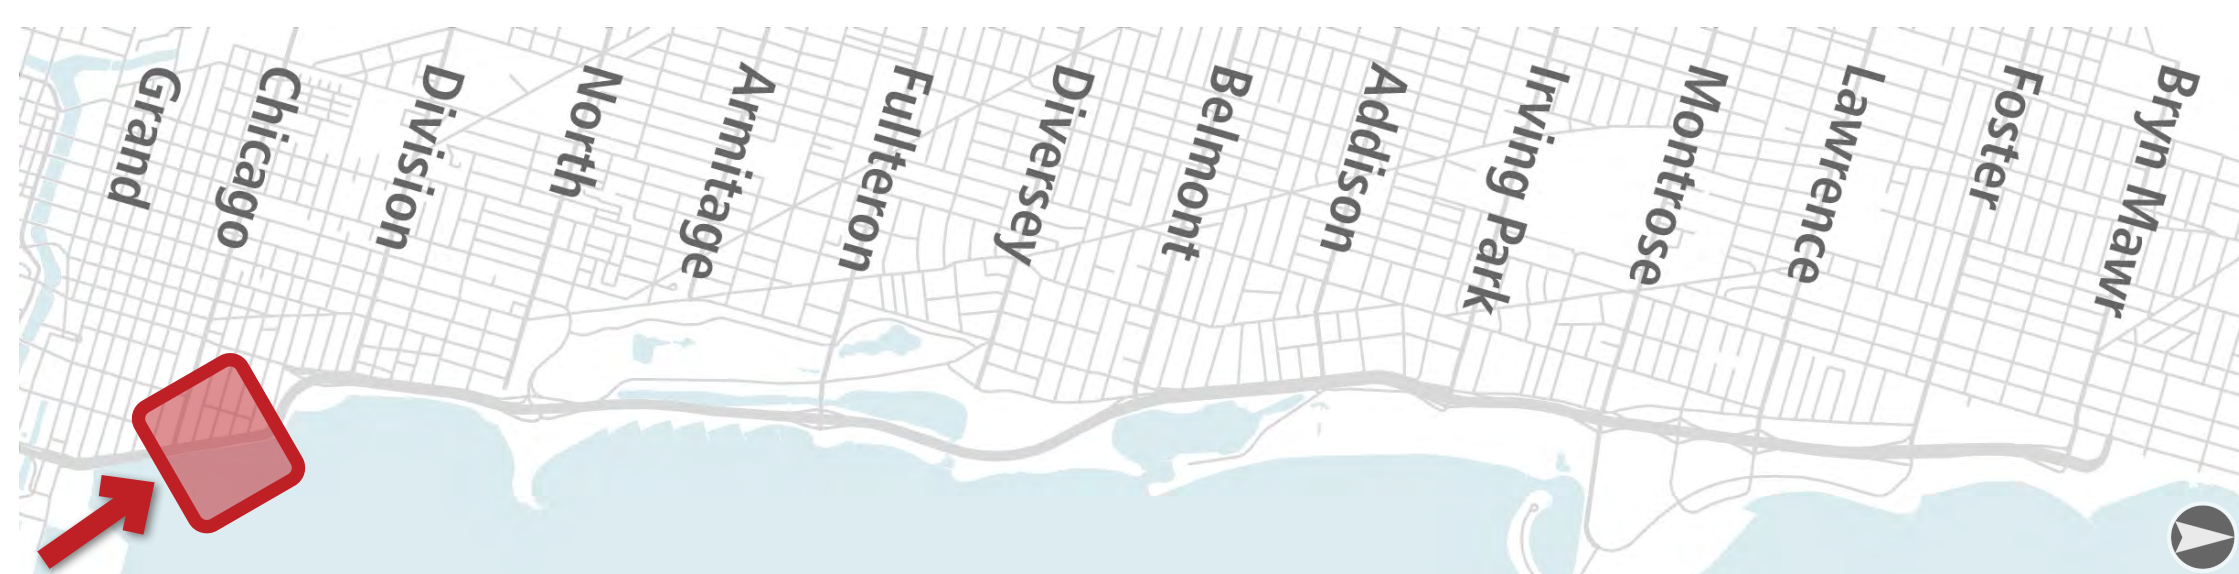 Grand
Chicago
Division
North
Armitage
Fullteron
Diversey
Belmont
Addison
Irving Park
Montrose
Lawrence
Foster
Bryn Mawr